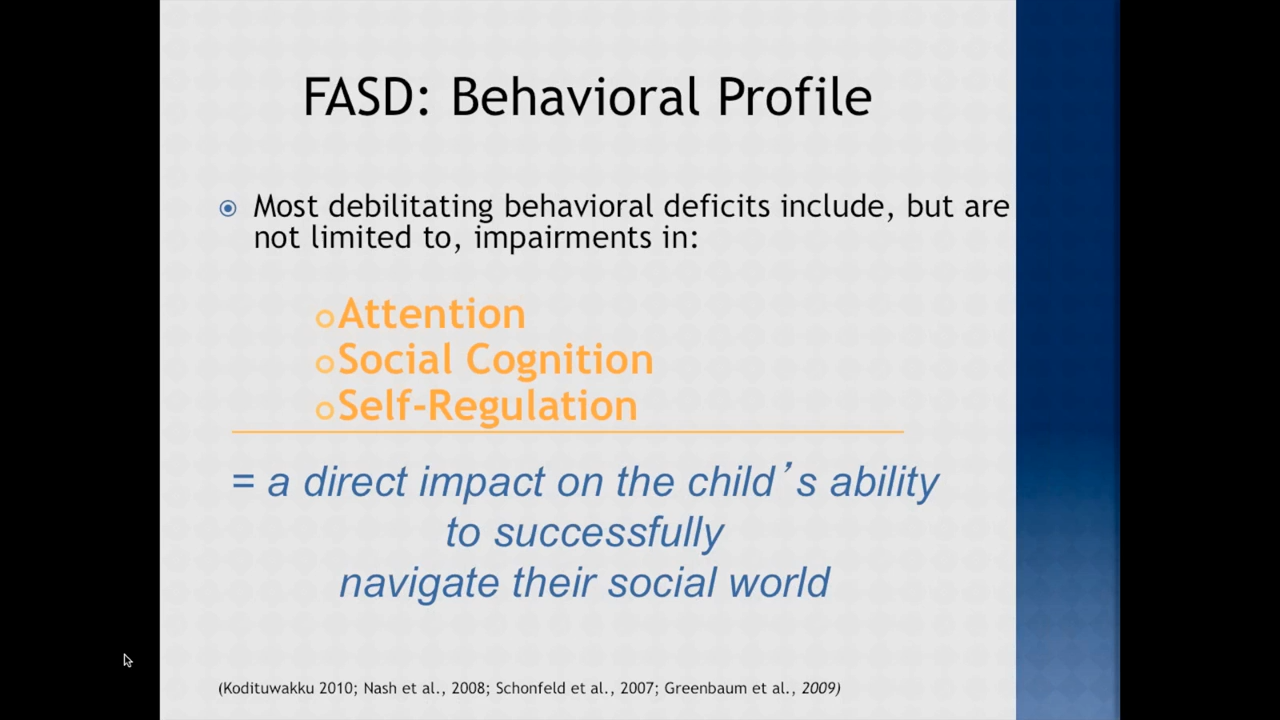 FASD: Behavioral Profile
Most debilitating behavioral deficits include, but are
not limited to, impairments in:
Attention
Social Cognition
Self-Regulation
= a direct impact on the child’s ability
to successfully
navigate their social world
(Kodituwakku 2010; Nash et al., 2008; Schonfeld et al., 2007; Greenbaum et al., 2009)